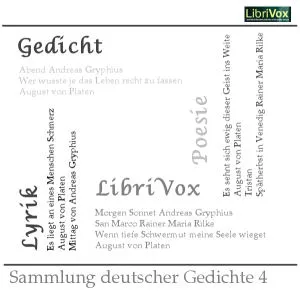 LibriVox
Gedicht
Abend Andreas Gryphius
Wer wusste je das Leben recht zu fassen
August von Platen
Lyrik
Es liegt an eines Menschen Schmerz
August von Platen
Mittag von Andreas Gryphius
Poesie
Es sehnt sich ewig dieser Geist ins Weite
August von Platen
Tristan
Spätherbst in Venedig Rainer Maria Rilke
LibriVox
Morgen Sonnet Andreas Gryphius
San Marco Rainer Maria Rilke
Wenn tiefe Schwermut meine Seele wieget
August von Platen
Sammlung deutscher Gedichte 4